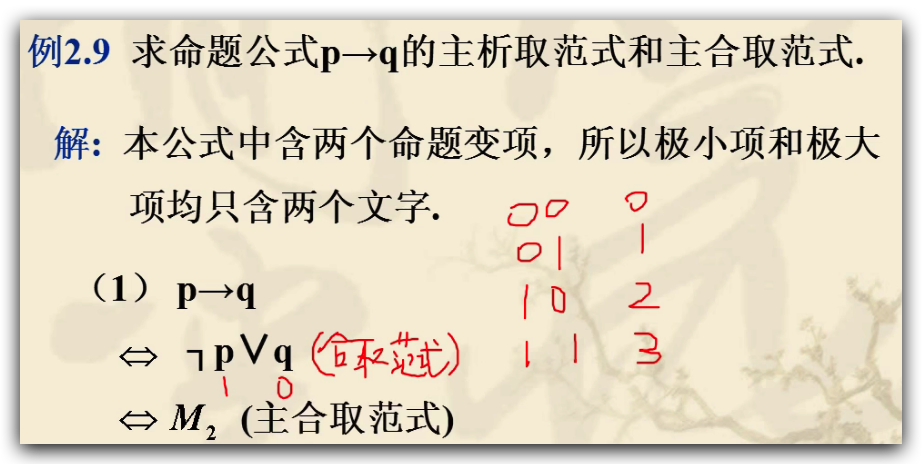 例2.9 求命题公式p→q的主析取范式和主合取范式.
解: 本公式中含两个命题变项，所以极小项和极大
项均只含两个文字.
00 0
01 1
（1） p→q
10 2
⇔ ┐p∨q (合取范式)
11 3
1 0
⇔ M₂ (主合取范式)